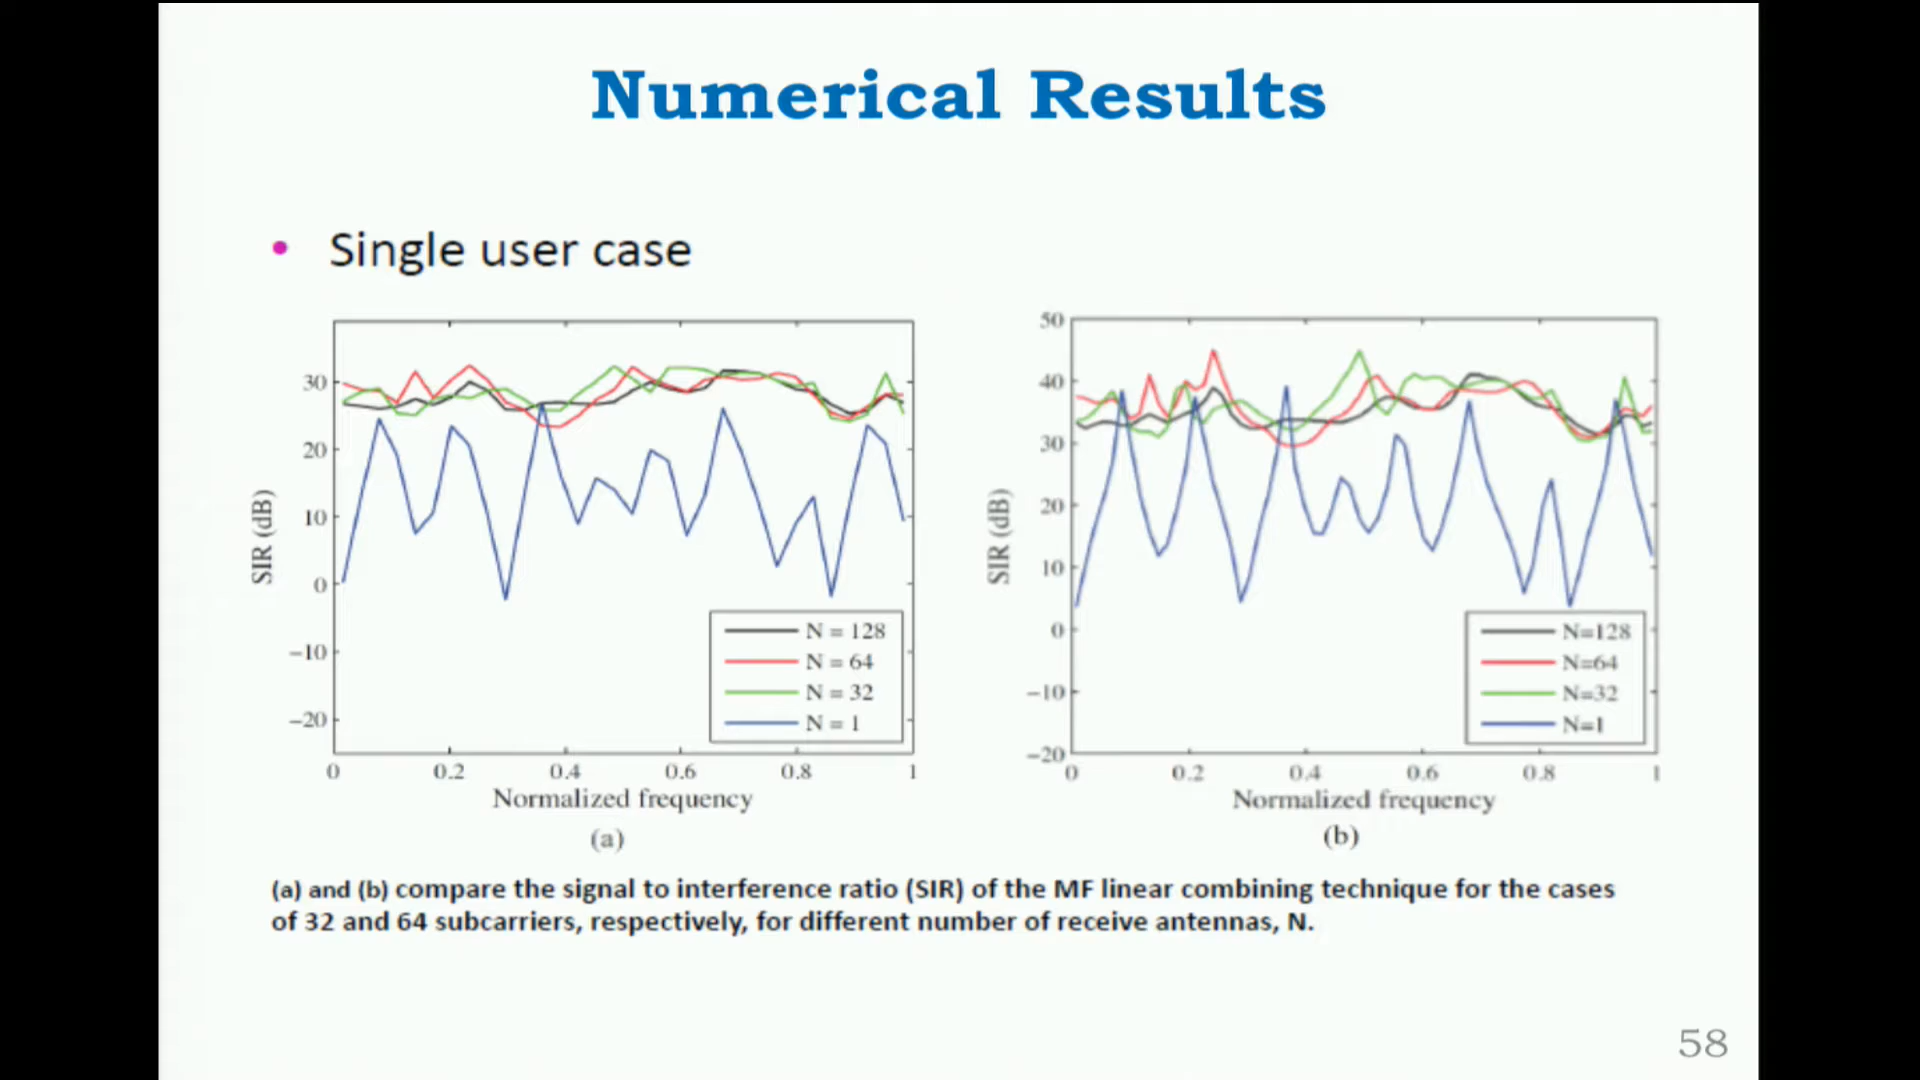 Numerical Results
• Single user case
30
20
10
0
−10
−20
SIR (dB)
N = 128
N = 64
N = 32
N = 1
0 0.2 0.4 0.6 0.8 1
Normalized frequency
(a)
50
40
30
20
10
0
−10
−20
SIR (dB)
N=128
N=64
N=32
N=1
0 0.2 0.4 0.6 0.8 1
Normalized frequency
(b)
(a) and (b) compare the signal to interference ratio (SIR) of the MF linear combining technique for the cases
of 32 and 64 subcarriers, respectively, for different number of receive antennas, N.
58